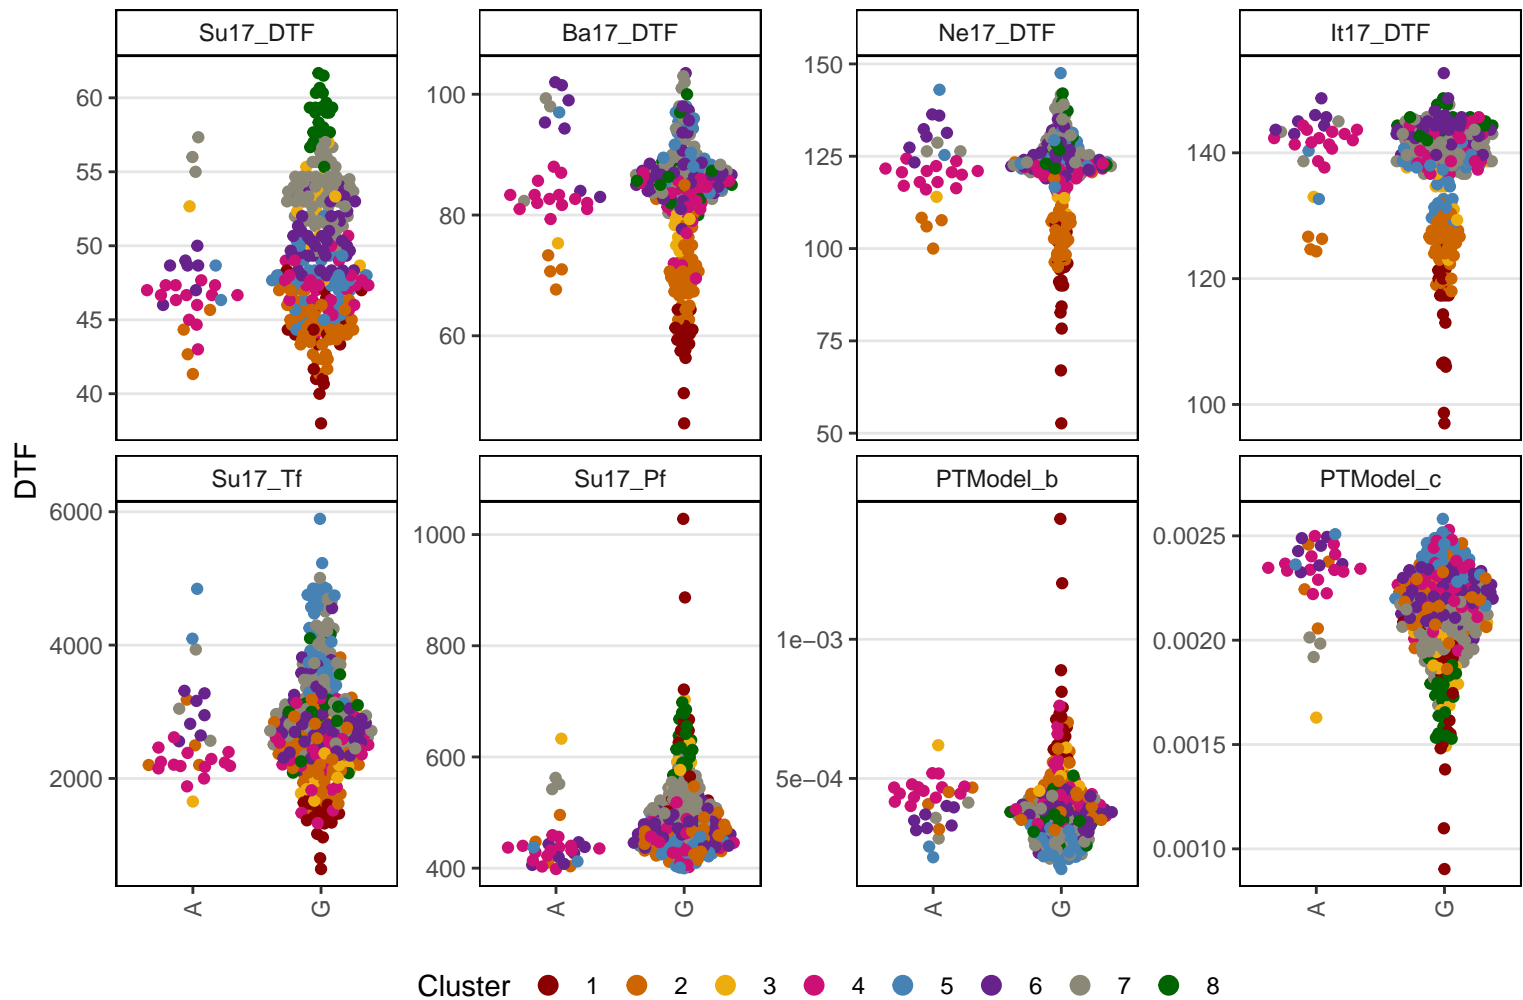 Su17_DTF
Ba17_DTF
Ne17_DTF
It17_DTF
60
55
50
45
40
100
80
60
150
125
100
75
50
140
120
100
DTF
Su17_Tf
Su17_Pf
PTModel_b
PTModel_c
6000
4000
2000
1000
800
600
400
1e−03
5e−04
0.0025
0.0020
0.0015
0.0010
A
G
A
G
A
G
A
G
Cluster 1 2 3 4 5 6 7 8